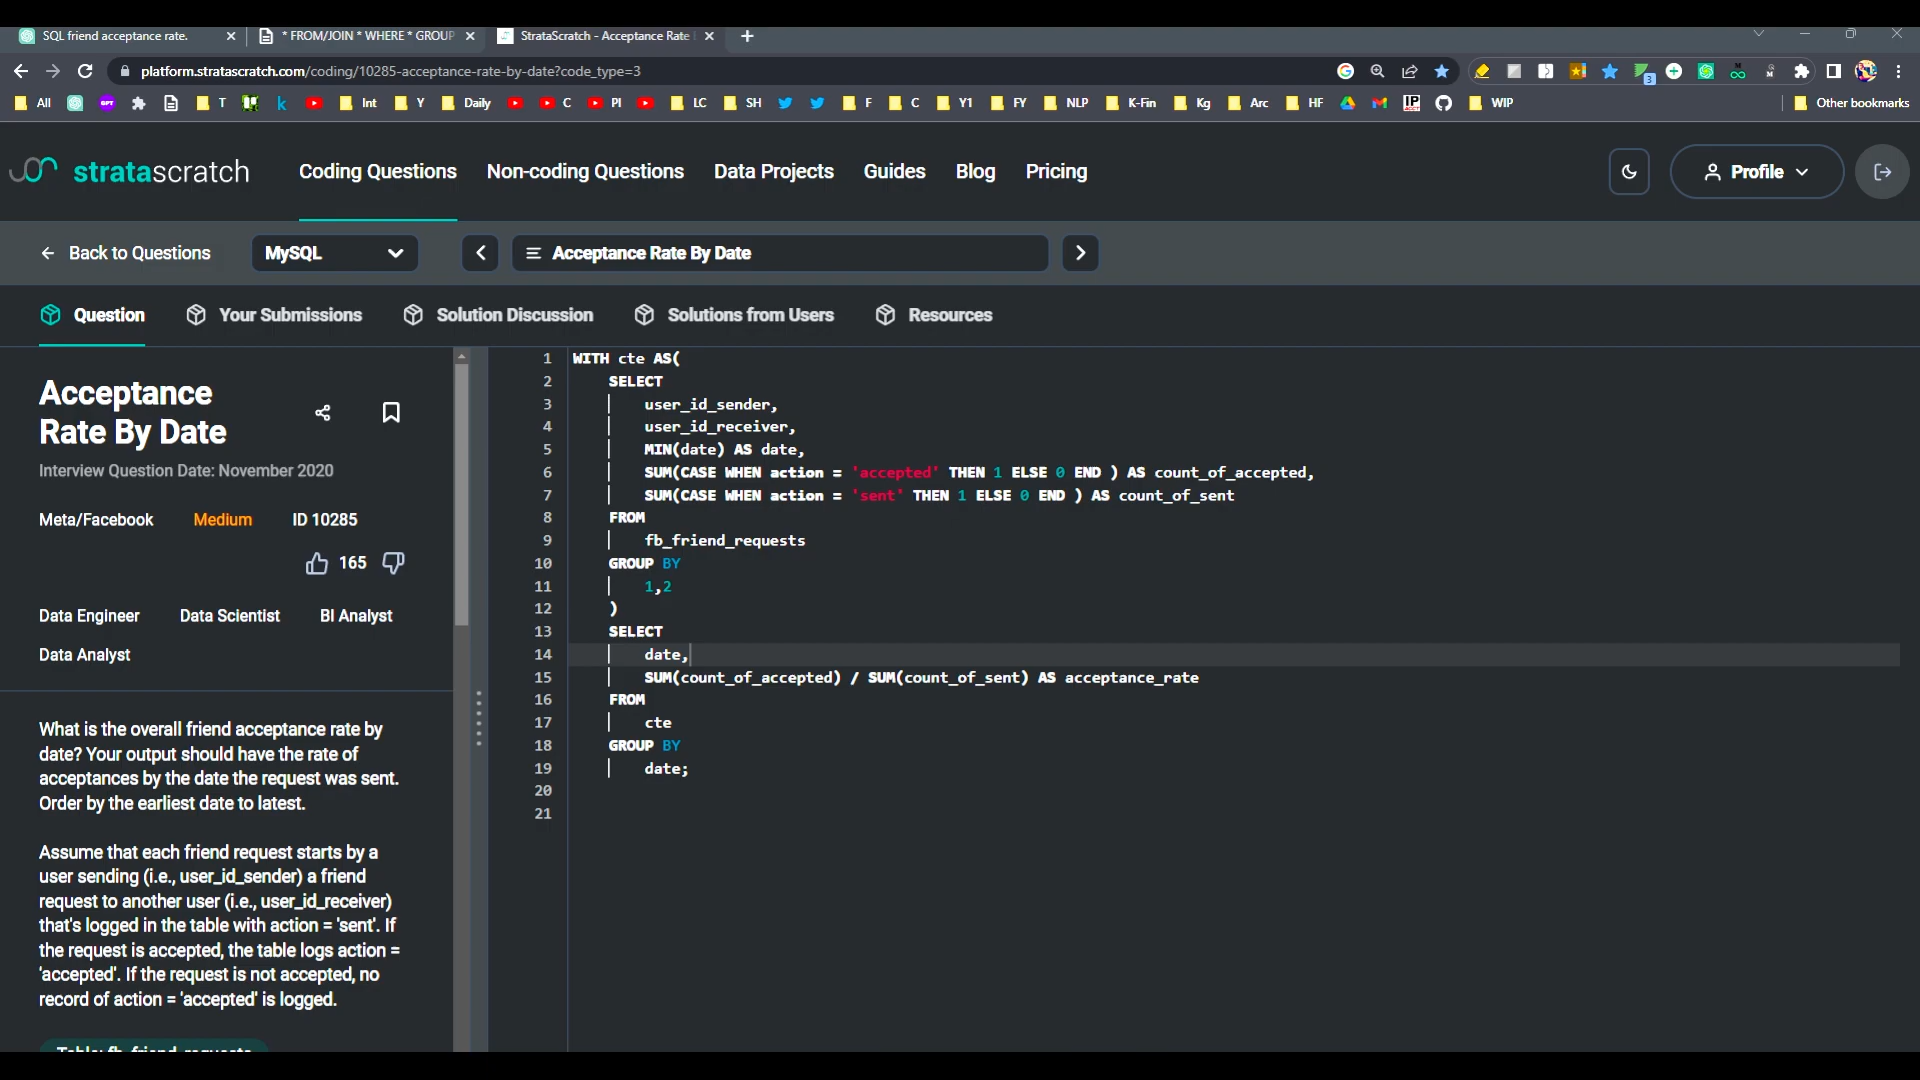 SQL friend acceptance rate.
* FROM/JOIN * WHERE * GROUP
StrataScratch - Acceptance Rate
platform.stratascratch.com/coding/10285-acceptance-rate-by-date?code_type=3
3
All
GPT
T
k
Int
Y
Daily
C
PI
LC
SH
F
C
Y1
FY
NLP
K-Fin
Kg
Arc
HF
WIP
Other bookmarks
stratascratch
Coding Questions
Non-coding Questions
Data Projects
Guides
Blog
Pricing
Profile
Back to Questions
MySQL
Acceptance Rate By Date
Question
Your Submissions
Solution Discussion
Solutions from Users
Resources
Acceptance
Rate By Date
Interview Question Date: November 2020
Meta/Facebook Medium ID 10285
165
Data Engineer Data Scientist BI Analyst
Data Analyst
What is the overall friend acceptance rate by
date? Your output should have the rate of
acceptances by the date the request was sent.
Order by the earliest date to latest.
Assume that each friend request starts by a
user sending (i.e., user_id_sender) a friend
request to another user (i.e., user_id_receiver)
that's logged in the table with action = 'sent'. If
the request is accepted, the table logs action =
'accepted'. If the request is not accepted, no
record of action = 'accepted' is logged.
Table: fb_friend_requests
1 WITH cte AS(
2 SELECT
3 user_id_sender,
4 user_id_receiver,
5 MIN(date) AS date,
6 SUM(CASE WHEN action = 'accepted' THEN 1 ELSE 0 END ) AS count_of_accepted,
7 SUM(CASE WHEN action = 'sent' THEN 1 ELSE 0 END ) AS count_of_sent
8 FROM
9 fb_friend_requests
10 GROUP BY
11 1,2
12 )
13 SELECT
14 date,
15 SUM(count_of_accepted) / SUM(count_of_sent) AS acceptance_rate
16 FROM
17 cte
18 GROUP BY
19 date;
20
21